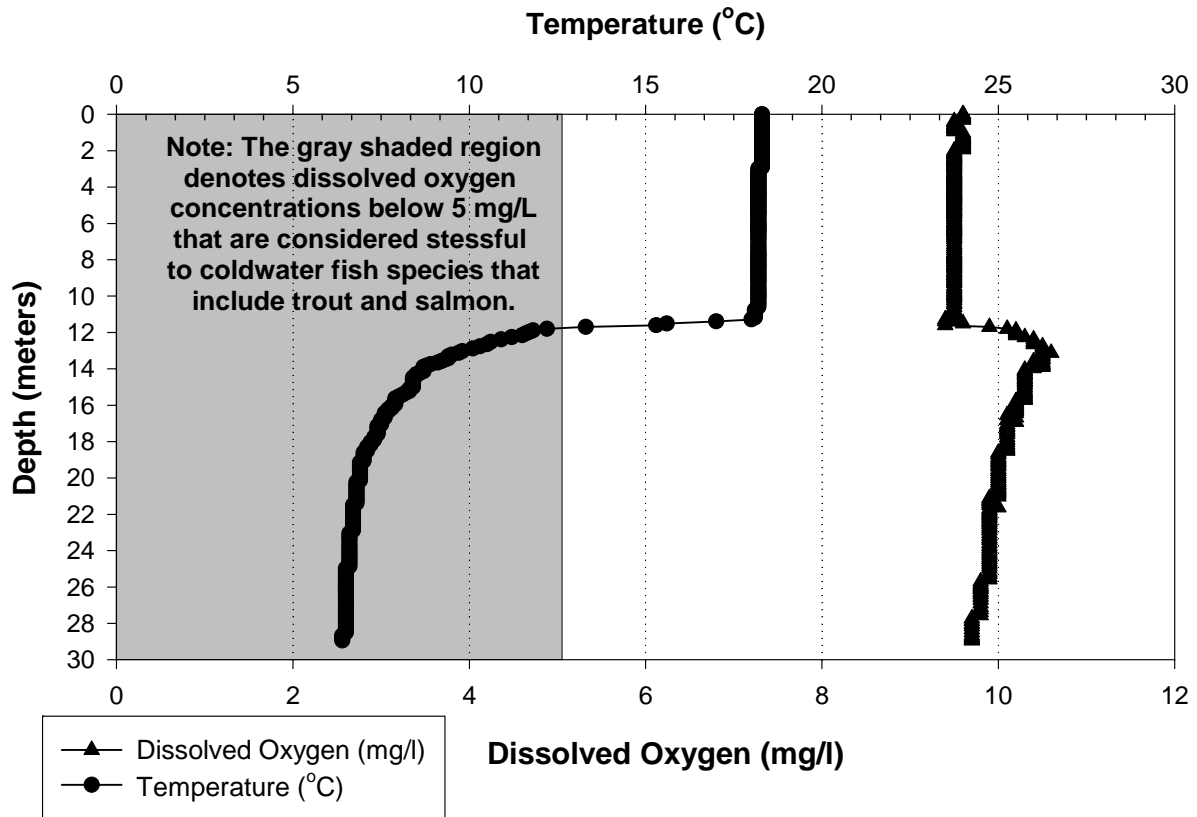 Temperature (°C)
0 5 10 15 20 25 30
0
2
4
6
8
10
12
14
16
18
20
22
24
26
28
30
Depth (meters)
Note: The gray shaded region
denotes dissolved oxygen
concentrations below 5 mg/L
that are considered stessful
to coldwater fish species that
include trout and salmon.
0 2 4 6 8 10 12
Dissolved Oxygen (mg/l)
Dissolved Oxygen (mg/l)
Temperature (°C)